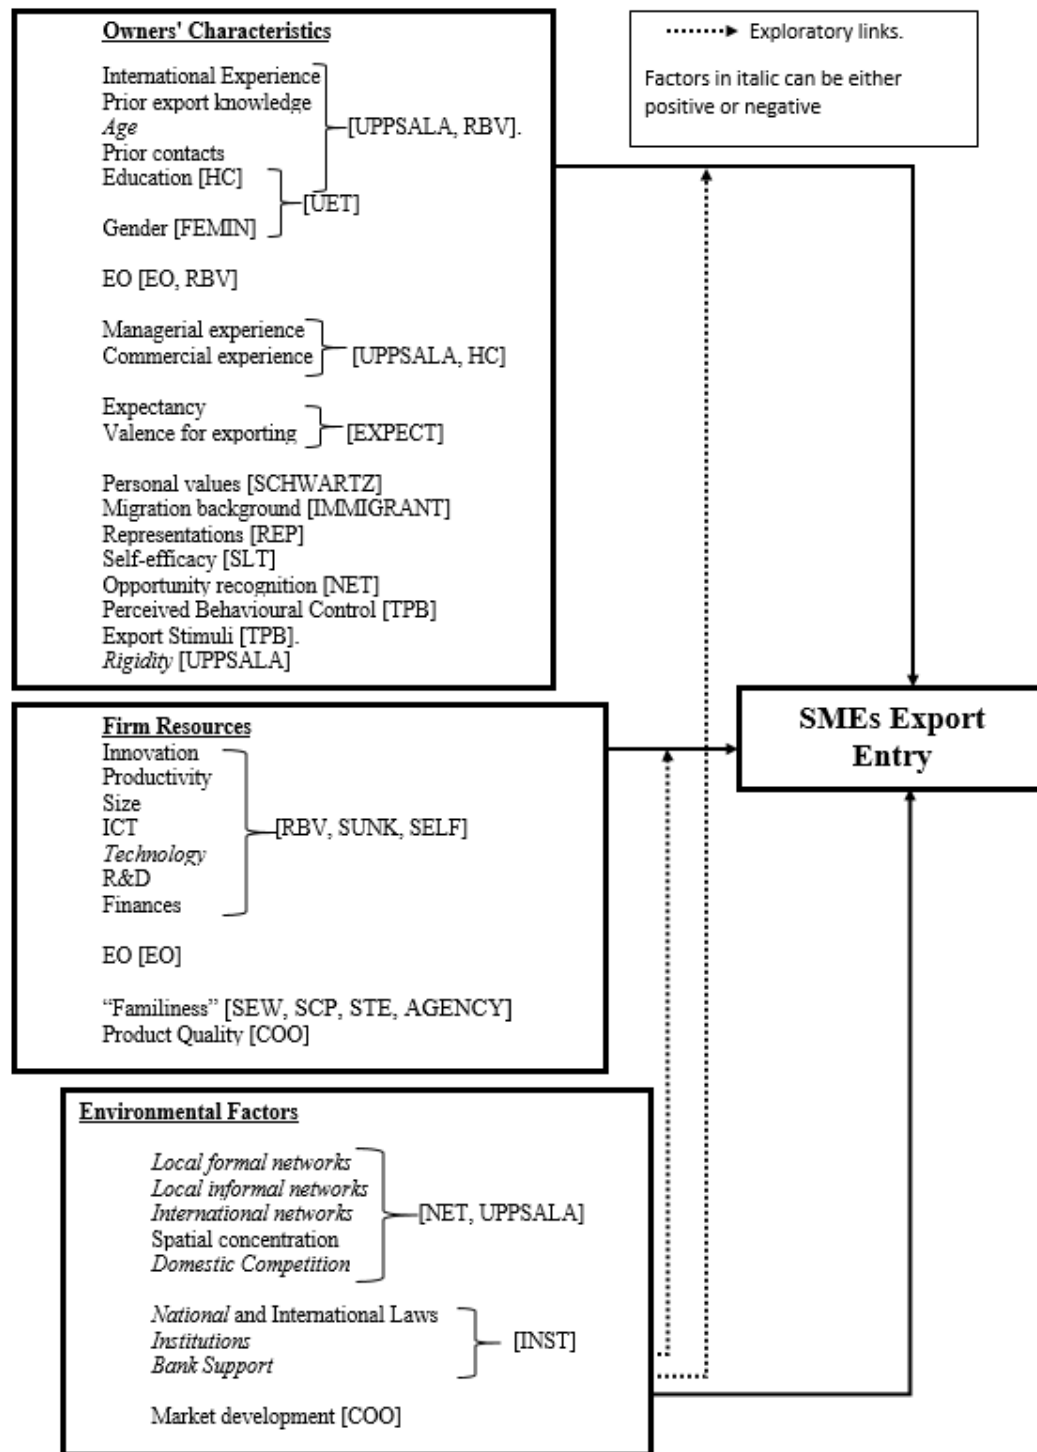 Owners' Characteristics
International Experience
Prior export knowledge
Age
Prior contacts
Education [HC]
Gender [FEMIN]
[UPPSALA, RBV].
[UET]
EO [EO, RBV]
Managerial experience
Commercial experience
[UPPSALA, HC]
Expectancy
Valence for exporting
[EXPECT]
Personal values [SCHWARTZ]
Migration background [IMMIGRANT]
Representations [REP]
Self-efficacy [SLT]
Opportunity recognition [NET]
Perceived Behavioural Control [TPB]
Export Stimuli [TPB].
Rigidity [UPPSALA]
Exploratory links.
Factors in italic can be either
positive or negative
Firm Resources
Innovation
Productivity
Size
ICT
Technology
R&D
Finances
[RBV, SUNK, SELF]
EO [EO]
“Familiness” [SEW, SCP, STE, AGENCY]
Product Quality [COO]
SMEs Export
Entry
Environmental Factors
Local formal networks
Local informal networks
International networks
Spatial concentration
Domestic Competition
[NET, UPPSALA]
National and International Laws
Institutions
Bank Support
[INST]
Market development [COO]